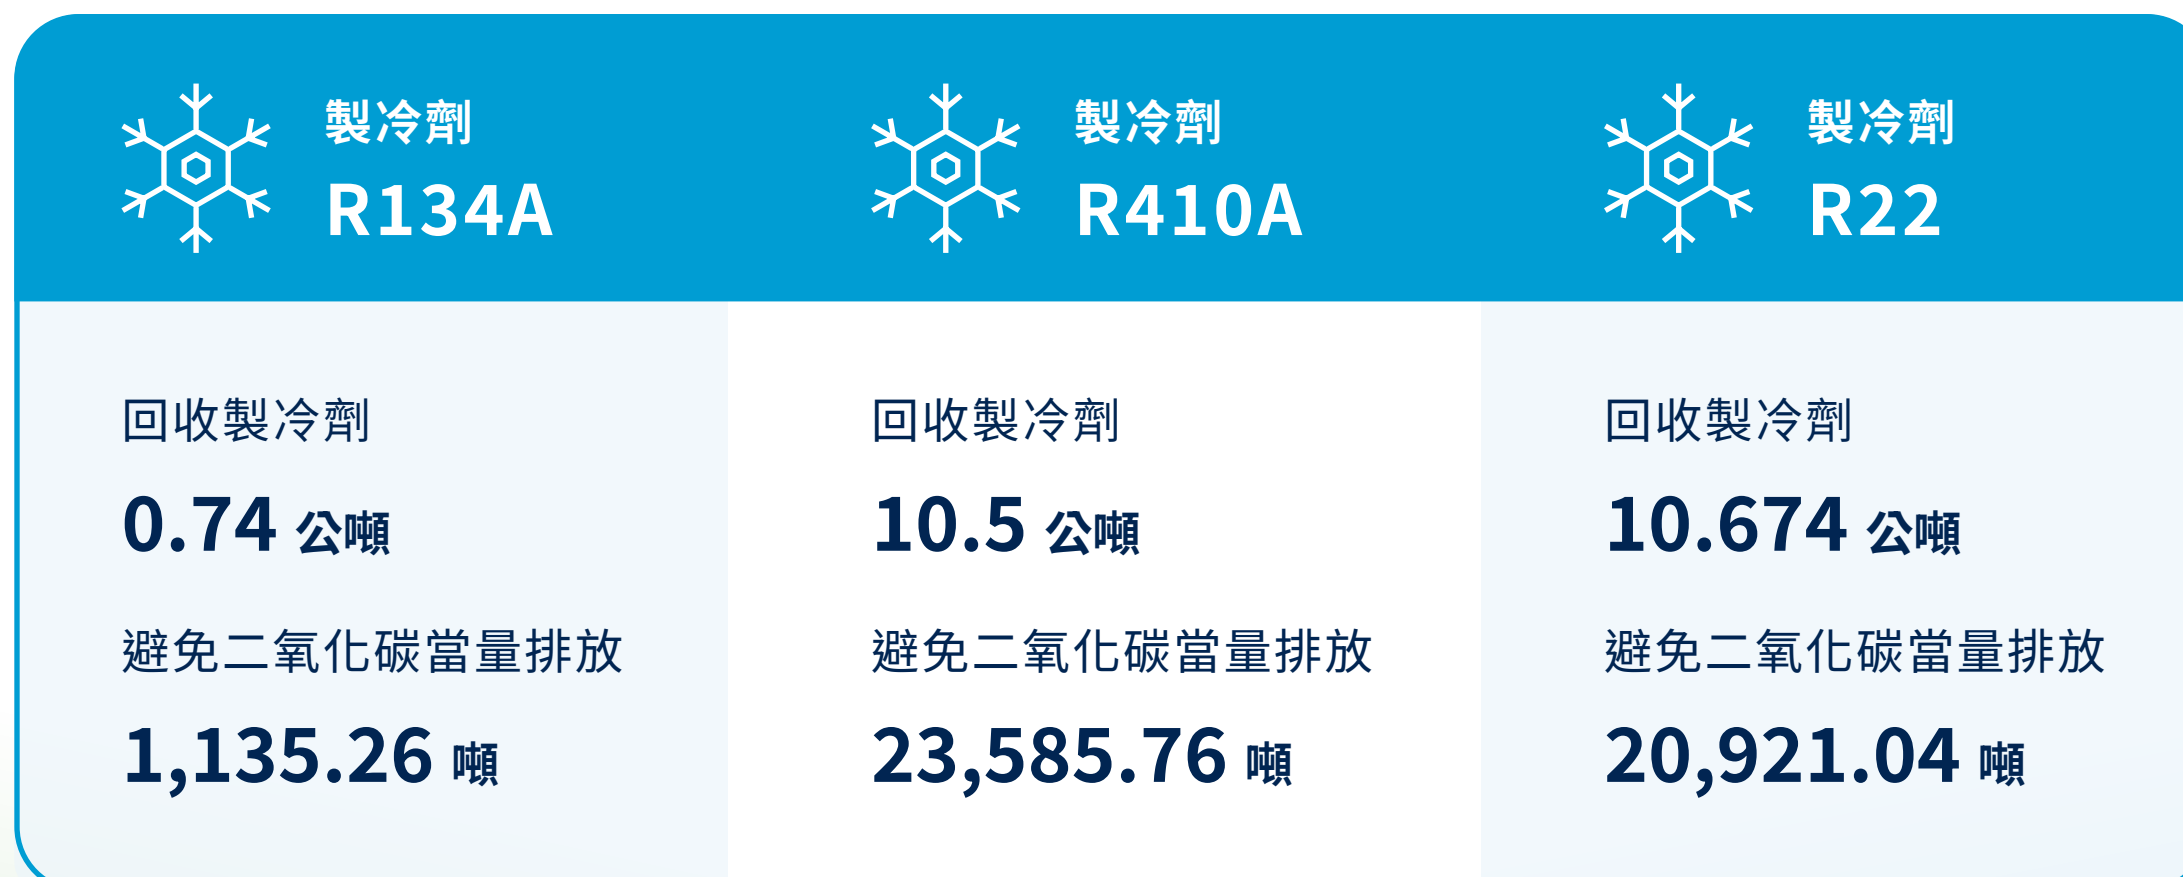 製冷劑
R134A
回收製冷劑
0.74 公噸
避免二氧化碳當量排放
1,135.26 噸
製冷劑
R410A
回收製冷劑
10.5 公噸
避免二氧化碳當量排放
23,585.76 噸
製冷劑
R22
回收製冷劑
10.674 公噸
避免二氧化碳當量排放
20,921.04 噸